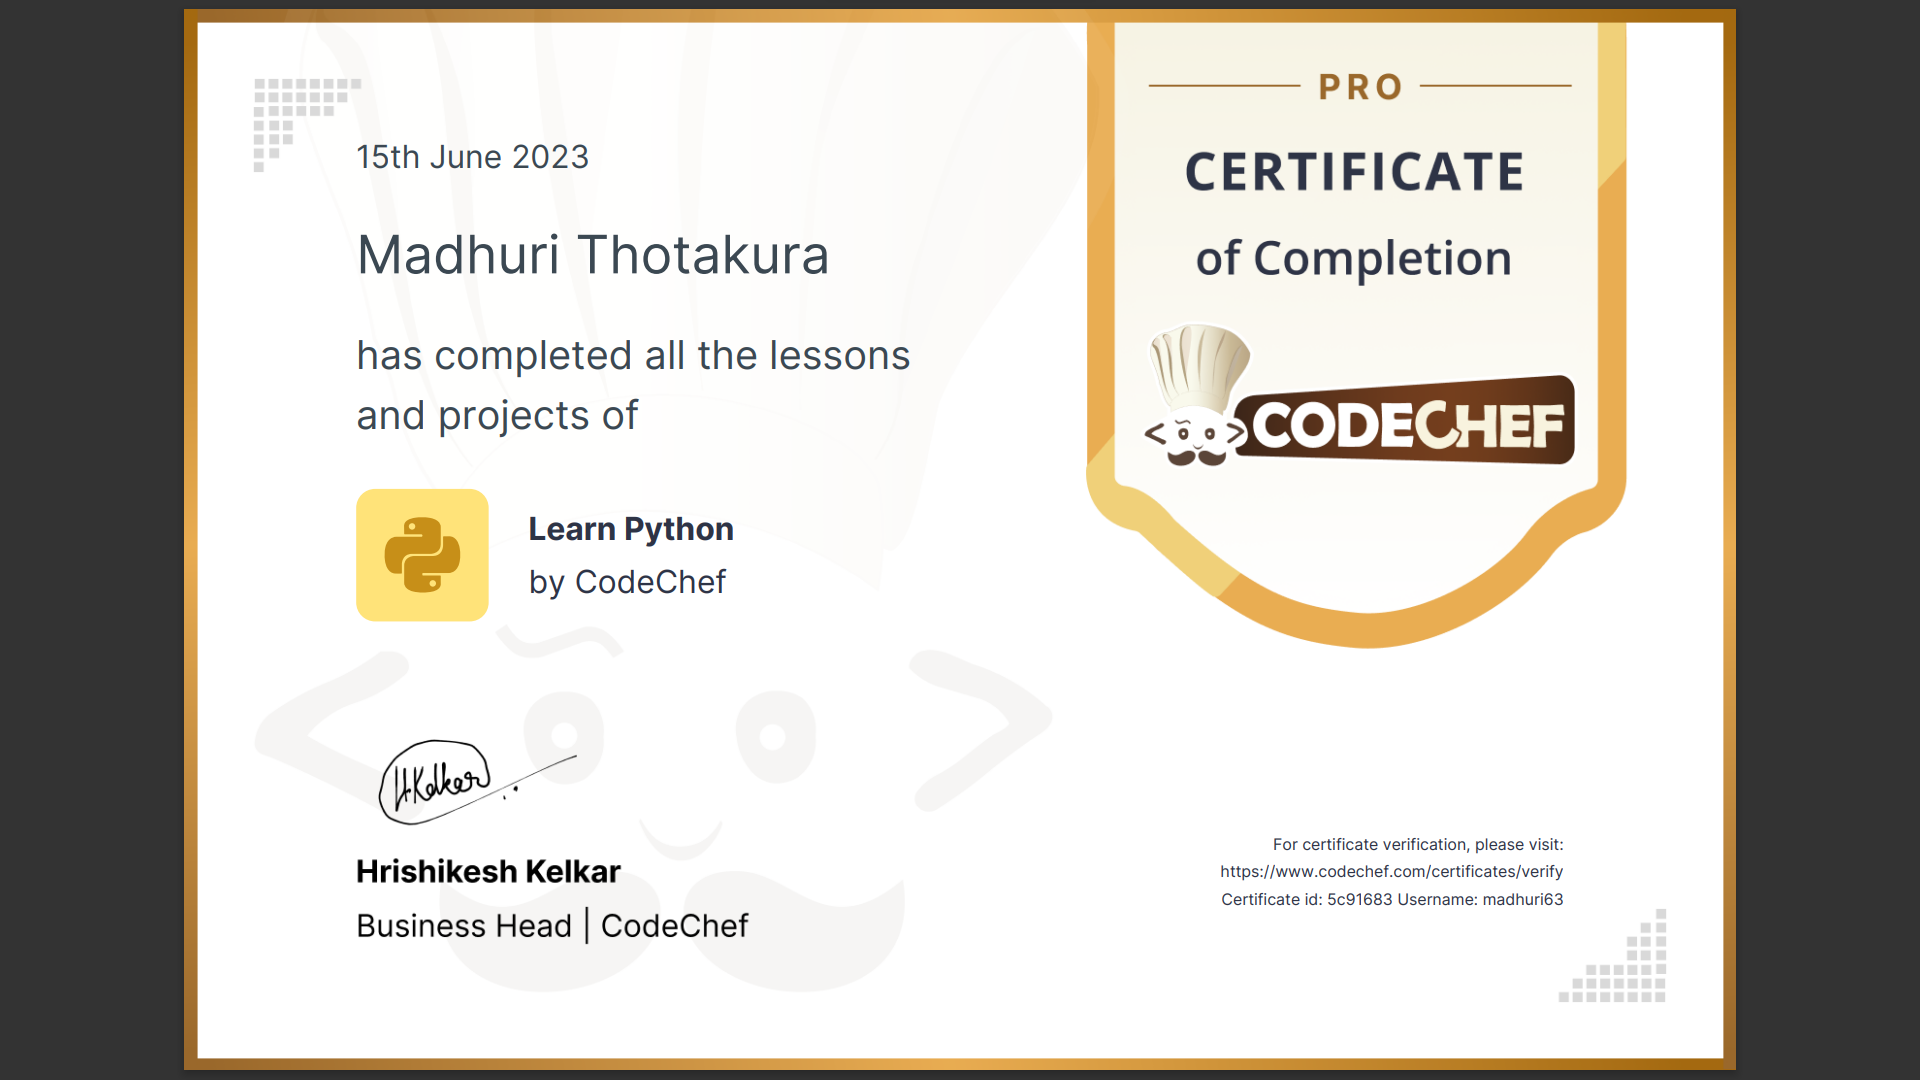 15th June 2023
Madhuri Thotakura
has completed all the lessons
and projects of
Learn Python
by CodeChef
H.Kelkar
Hrishikesh Kelkar
Business Head | CodeChef
PRO
CERTIFICATE
of Completion
<CODECHEF
For certificate verification, please visit:
https://www.codechef.com/certificates/verify
Certificate id: 5c91683 Username: madhuri63